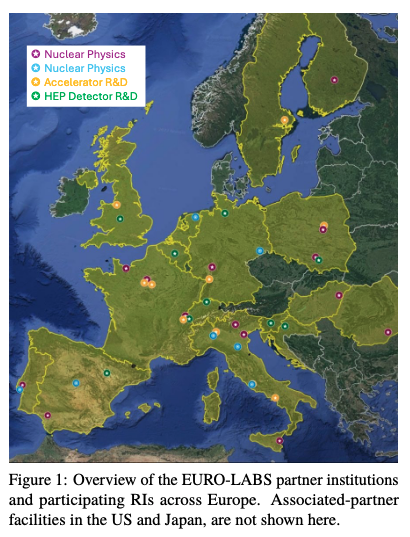 Nuclear Physics
Nuclear Physics
Accelerator R&D
HEP Detector R&D
Figure 1: Overview of the EURO-LABS partner institutions
and participating RIs across Europe. Associated-partner
facilities in the US and Japan, are not shown here.